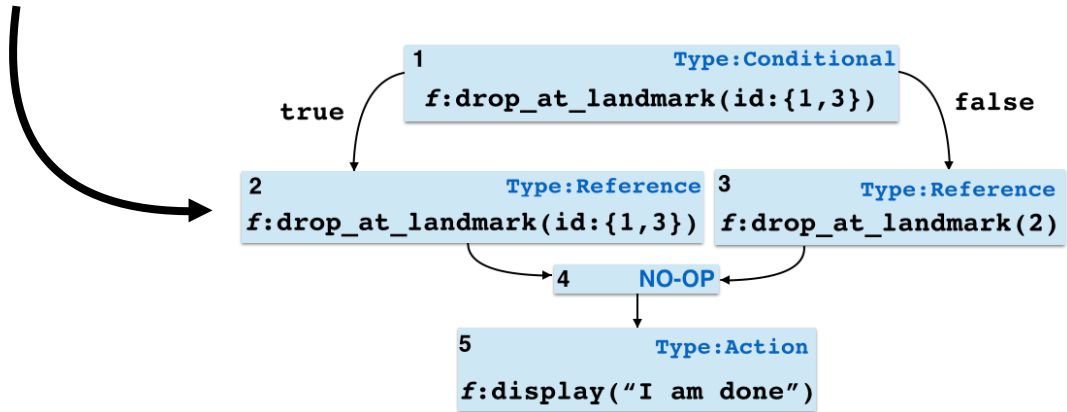 1 Type:Conditional
f:drop_at_landmark(id:{1,3})
true
false
2 Type:Reference
f:drop_at_landmark(id:{1,3})
3 Type:Reference
f:drop_at_landmark(2)
4 NO-OP
5 Type:Action
f:display(“I am done”)